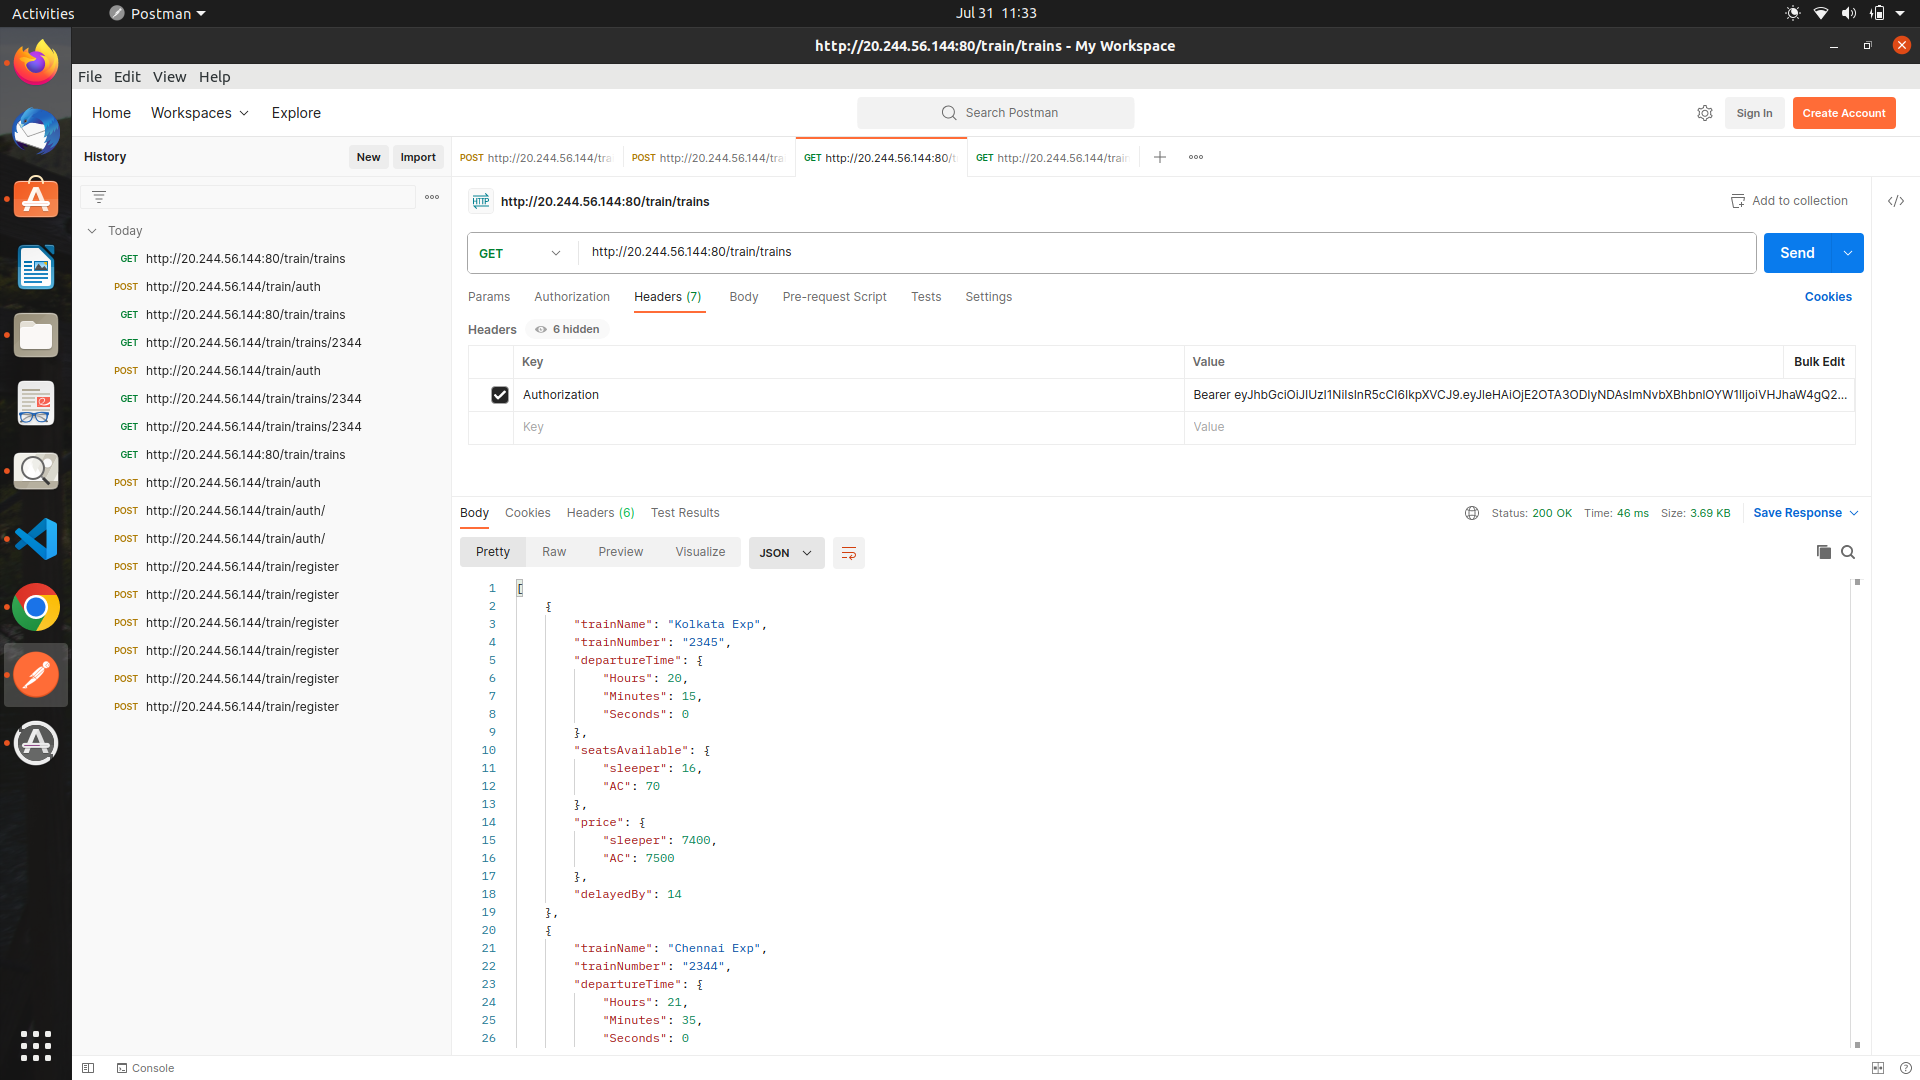 Activities
Postman
Jul 31 11:33
http://20.244.56.144:80/train/trains - My Workspace
File Edit View Help
Home Workspaces Explore
Search Postman
Sign In
Create Account
History
New
Import
POST http://20.244.56.144/trai
POST http://20.244.56.144/tra
GET http://20.244.56.144:80/t
GET http://20.244.56.144/train
Today
GET http://20.244.56.144:80/train/trains
POST http://20.244.56.144/train/auth
GET http://20.244.56.144:80/train/trains
GET http://20.244.56.144/train/trains/2344
POST http://20.244.56.144/train/auth
GET http://20.244.56.144/train/trains/2344
GET http://20.244.56.144/train/trains/2344
GET http://20.244.56.144:80/train/trains
POST http://20.244.56.144/train/auth
POST http://20.244.56.144/train/auth/
POST http://20.244.56.144/train/auth/
POST http://20.244.56.144/train/register
POST http://20.244.56.144/train/register
POST http://20.244.56.144/train/register
POST http://20.244.56.144/train/register
POST http://20.244.56.144/train/register
POST http://20.244.56.144/train/register
HTTP http://20.244.56.144:80/train/trains
Add to collection
</>
GET http://20.244.56.144:80/train/trains
Send
Params Authorization Headers (7) Body Pre-request Script Tests Settings
Cookies
Headers 6 hidden
Key Value Bulk Edit
Authorization
Key Value
Body Cookies Headers (6) Test Results
Status: 200 OK Time: 46 ms Size: 3.69 KB Save Response
Pretty Raw Preview Visualize JSON
1 [
2 {
3 "trainName": "Kolkata Exp",
4 "trainNumber": "2345",
5 "departureTime": {
6 "Hours": 20,
7 "Minutes": 15,
8 "Seconds": 0
9 },
10 "seatsAvailable": {
11 "sleeper": 16,
12 "AC": 70
13 },
14 "price": {
15 "sleeper": 7400,
16 "AC": 7500
17 },
18 "delayedBy": 14
19 },
20 {
21 "trainName": "Chennai Exp",
22 "trainNumber": "2344",
23 "departureTime": {
24 "Hours": 21,
25 "Minutes": 35,
26 "Seconds": 0
Console